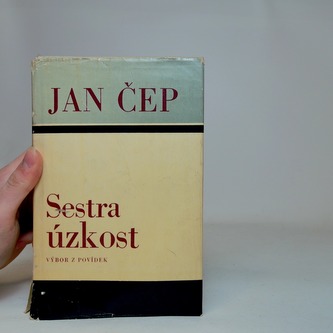 JAN ČEP
Sestra
úzkost
VÝBOR Z POVÍDEK